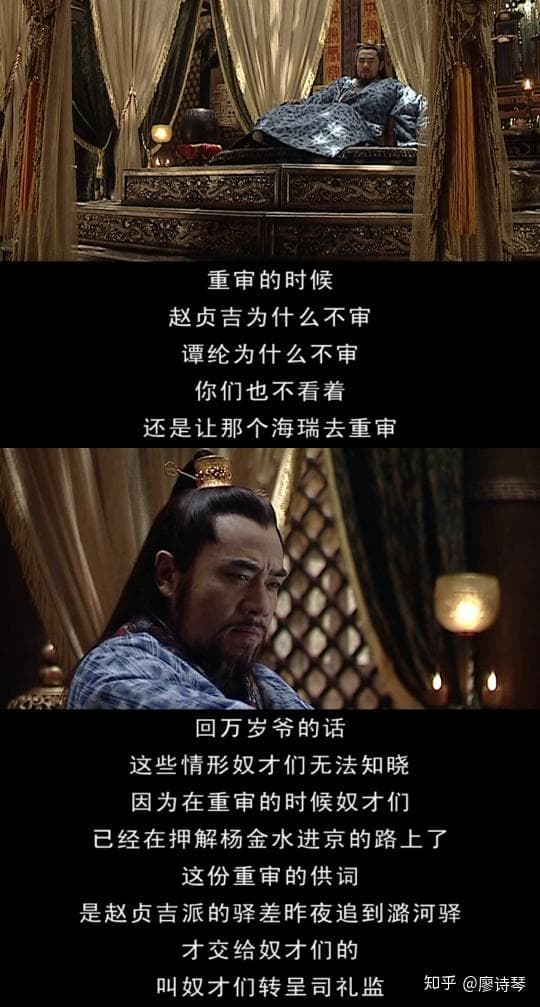 重审的时候
赵贞吉为什么不审
谭纶为什么不审
你们也不看着
还是让那个海瑞去重审
回万岁爷的话
这些情形奴才们无法知晓
因为在重审的时候奴才们
已经在押解杨金水进京的路上了
这份重审的供词
是赵贞吉派的驿差昨夜追到潞河驿
才交给奴才们的
叫奴才们转呈司礼监
知乎 @廖诗琴